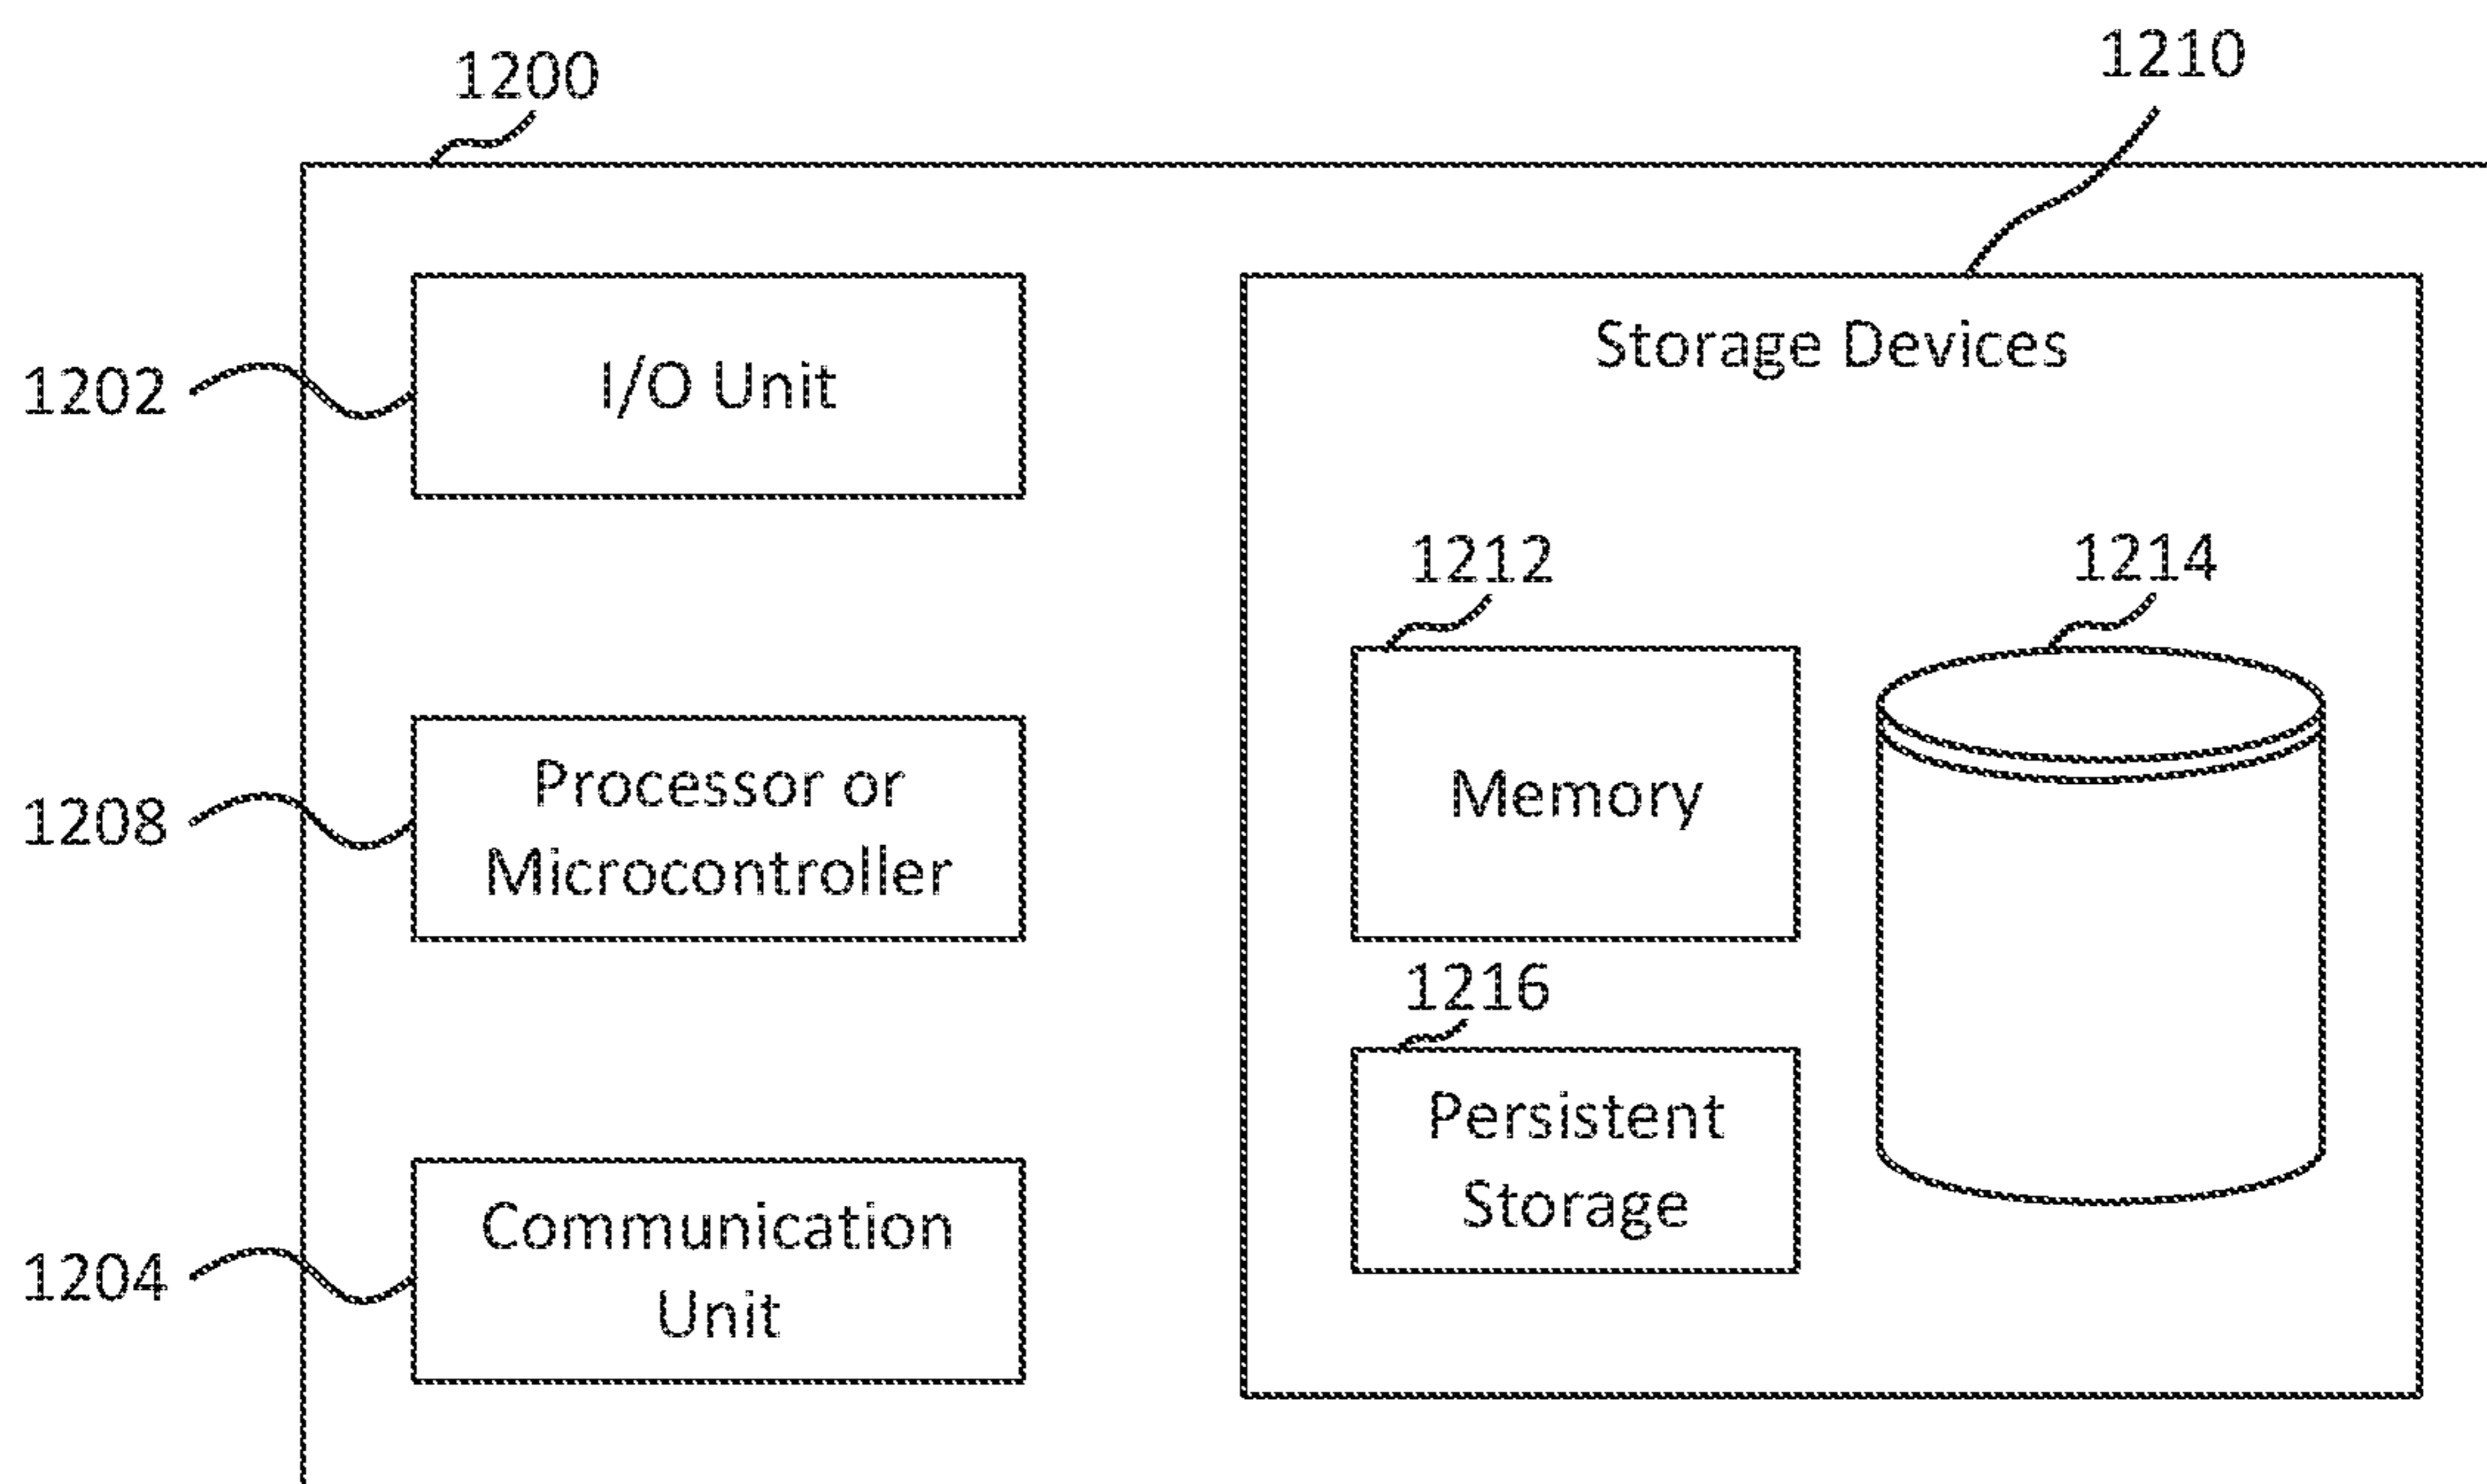 1200
1210
1202
I/O Unit
Storage Devices
1212
1214
1208
Processor or
Microcontroller
Memory
1216
Persistent
Storage
1204
Communication
Unit